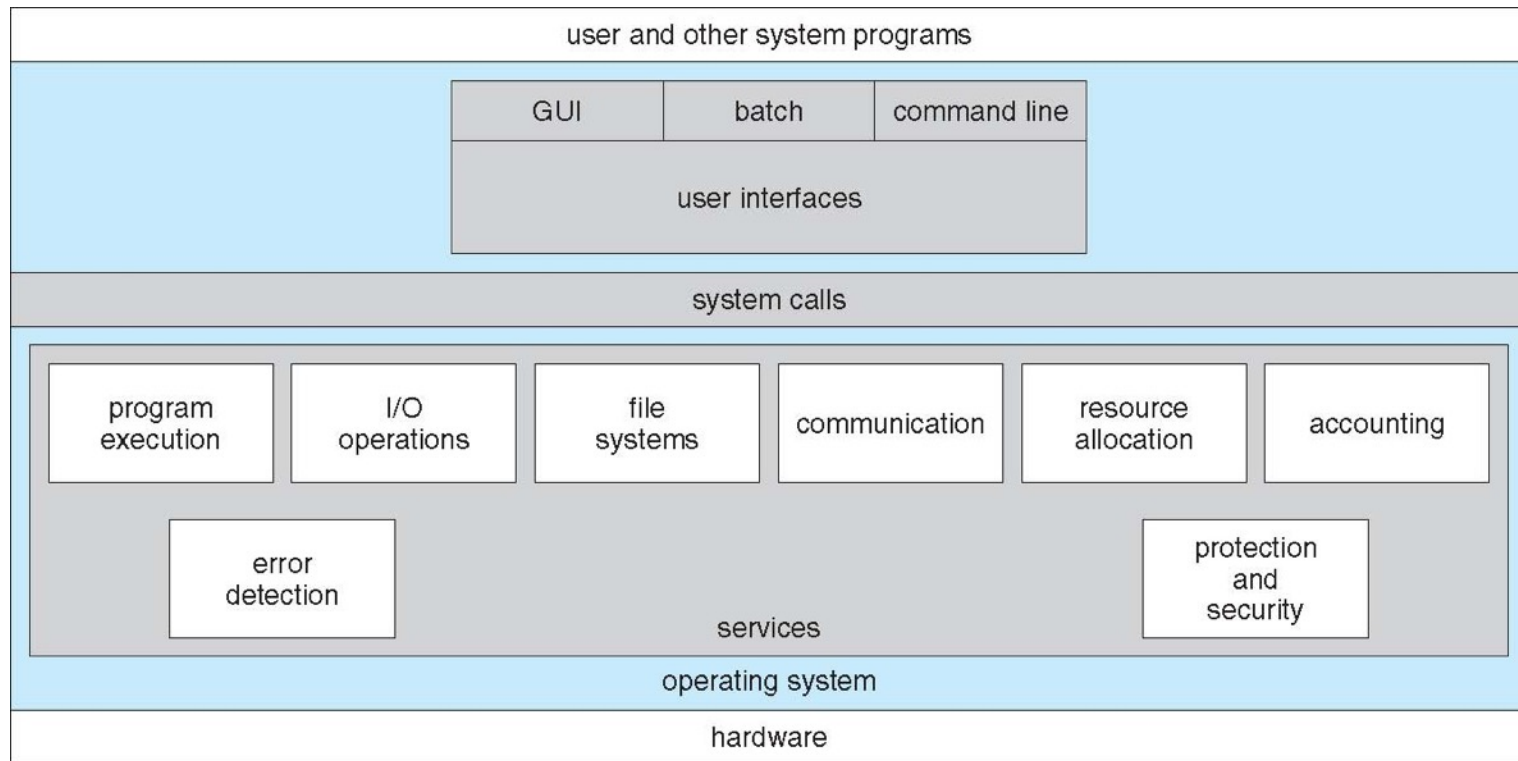 user and other system programs
GUI
batch
command line
user interfaces
system calls
program
execution
I/O
operations
file
systems
communication
resource
allocation
accounting
error
detection
protection
and
security
services
operating system
hardware